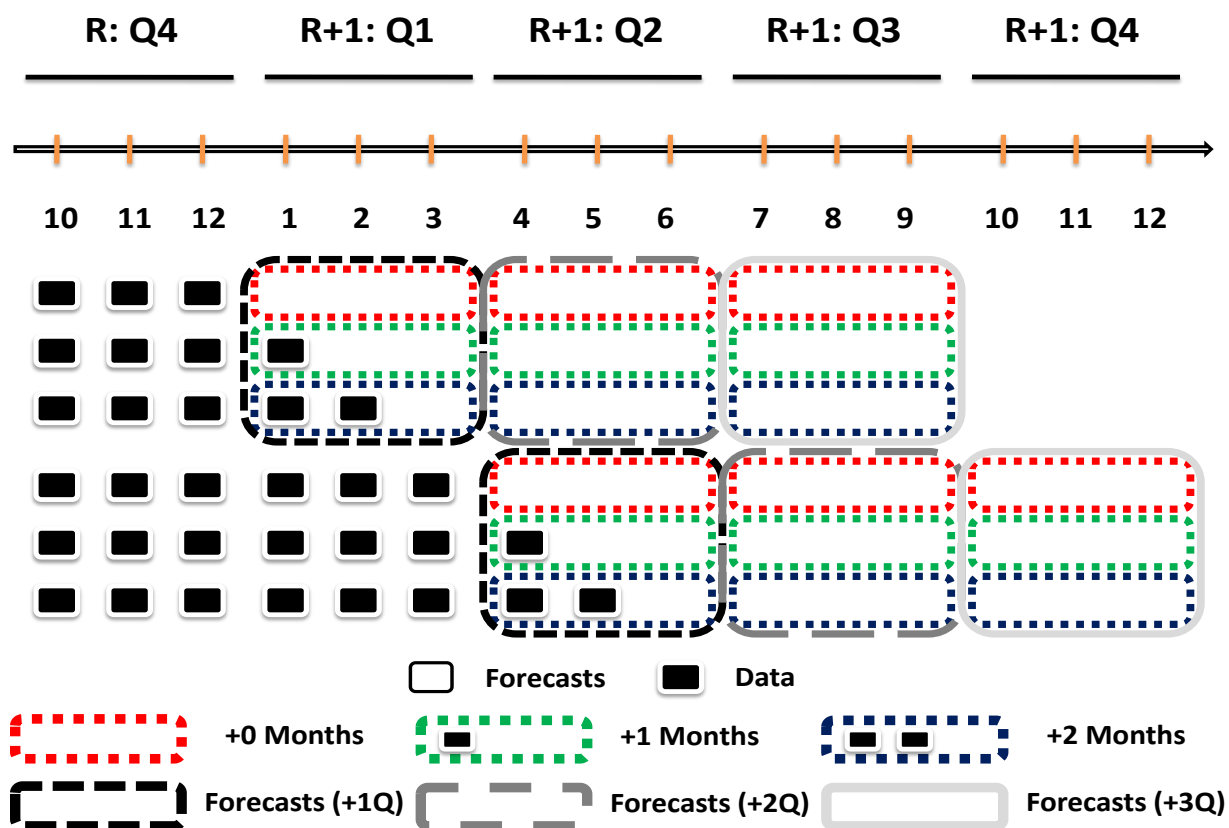 R: Q4 R+1: Q1 R+1: Q2 R+1: Q3 R+1: Q4
10 11 12 1 2 3 4 5 6 7 8 9 10 11 12
Forecasts Data
+0 Months +1 Months +2 Months
Forecasts (+1Q) Forecasts (+2Q) Forecasts (+3Q)